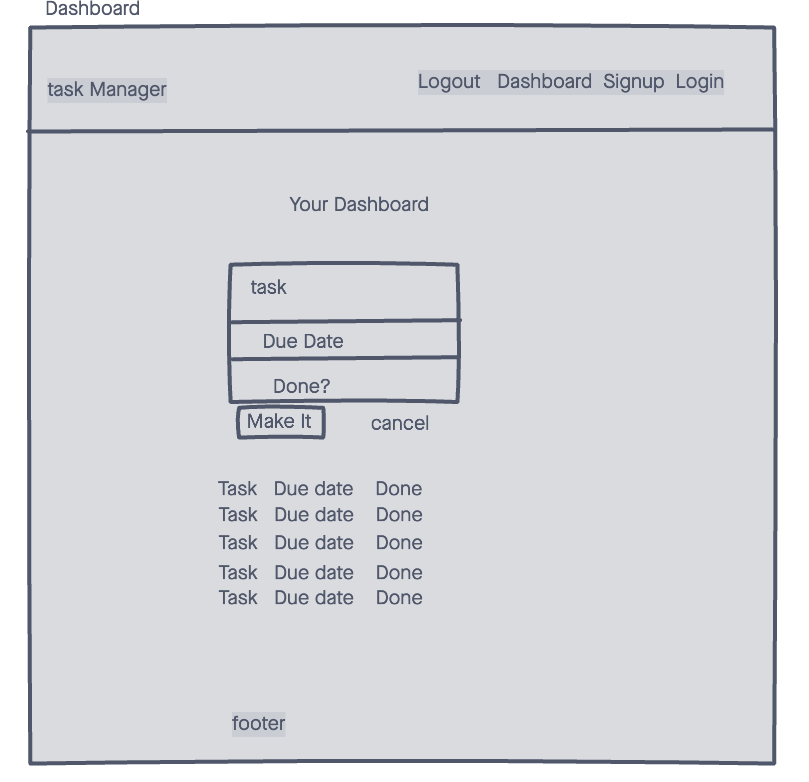 Dashboard
task Manager
Logout Dashboard Signup Login
Your Dashboard
task
Due Date
Done?
Make It
cancel
Task Due date Done
Task Due date Done
Task Due date Done
Task Due date Done
Task Due date Done
footer